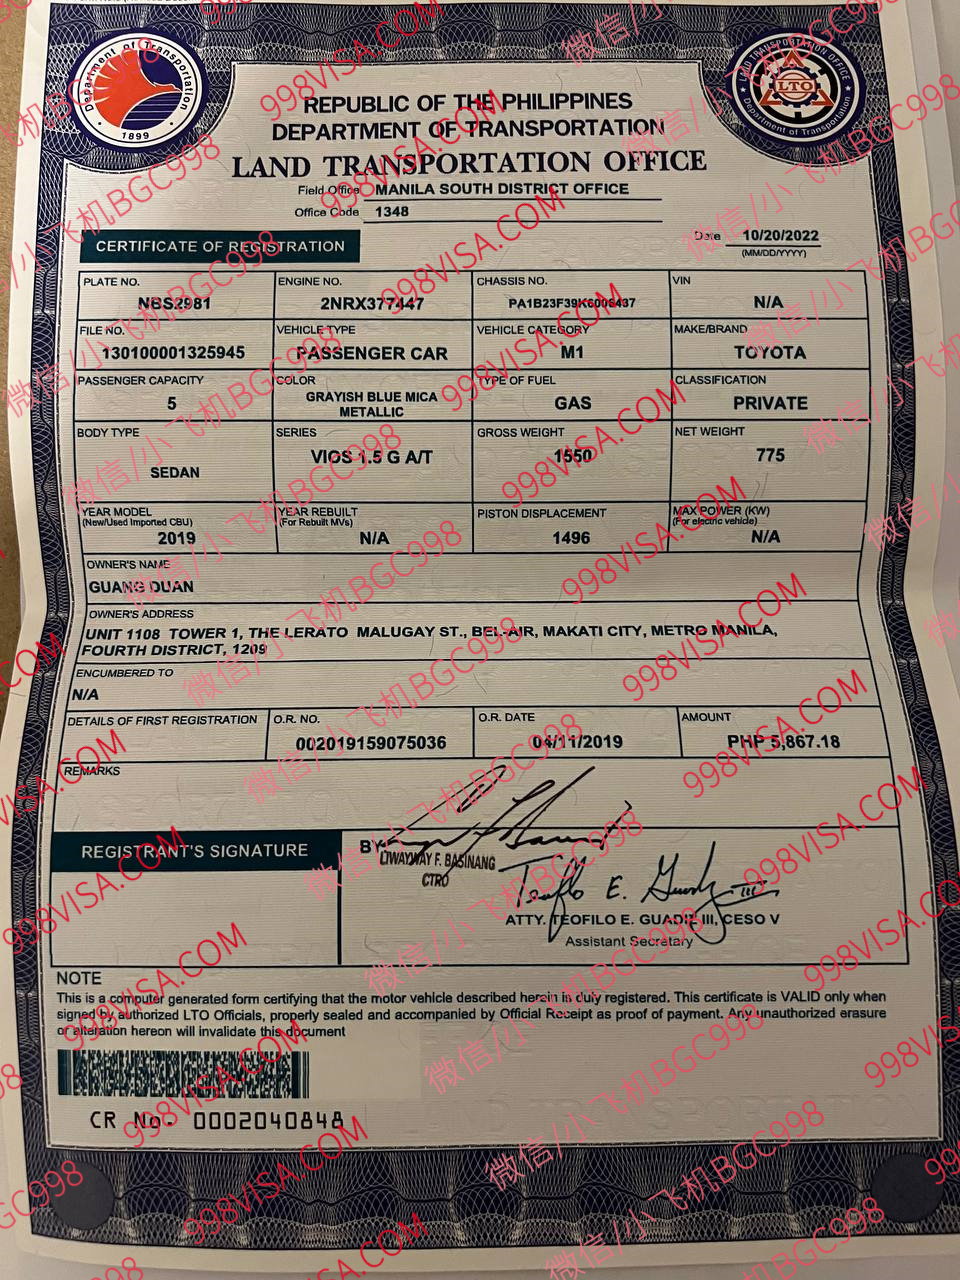 Department of Transportation
1899
LAND TRANSPORTATION OFFICE
LTO
Department of Transportation
REPUBLIC OF THE PHILIPPINES
DEPARTMENT OF TRANSPORTATION
LAND TRANSPORTATION OFFICE
Field Office MANILA SOUTH DISTRICT OFFICE
Office Code 1348
CERTIFICATE OF REGISTRATION
Date 10/20/2022
(MM/DD/YYYY)
PLATE NO. ENGINE NO. CHASSIS NO. VIN
NBS2981 2NRX377447 N/A
FILE NO. VEHICLE TYPE VEHICLE CATEGORY MAKE/BRAND
130100001325945 PASSENGER CAR M1 TOYOTA
PASSENGER CAPACITY COLOR TYPE OF FUEL CLASSIFICATION
5 GRAYISH BLUE MICA METALLIC GAS PRIVATE
BODY TYPE SERIES GROSS WEIGHT NET WEIGHT
SEDAN VIOS 1.5 G A/T 1550 775
YEAR MODEL YEAR REBUILT PISTON DISPLACEMENT MAX POWER (KW)
(New/Used Imported CBU) (For Rebuilt MVs) (For electric vehicle)
2019 N/A 1496 N/A
OWNER'S NAME
GUANG DUAN
OWNER'S ADDRESS
UNIT 1108 TOWER 1, THE LERATO MALUGAY ST., BEL-AIR, MAKATI CITY, METRO MANILA,
FOURTH DISTRICT, 1209
ENCUMBERED TO
N/A
DETAILS OF FIRST REGISTRATION O.R. NO. O.R. DATE AMOUNT
002019159075036 04/11/2019 PHP 5,867.18
REMARKS
REGISTRANT'S SIGNATURE
BY:
LIWAYWAY F. BASINANG
CTRO
ATTY. TEOFILO E. GUADIZ III, CESO V
Assistant Secretary
NOTE
This is a computer generated form certifying that the motor vehicle described herein is duly registered. This certificate is VALID only when
signed by authorized LTO Officials, properly sealed and accompanied by Official Receipt as proof of payment. Any unauthorized erasure
or alteration hereon will invalidate this document
CR No. 0002040848
998VISA.COM
微信/小飞机BGC998